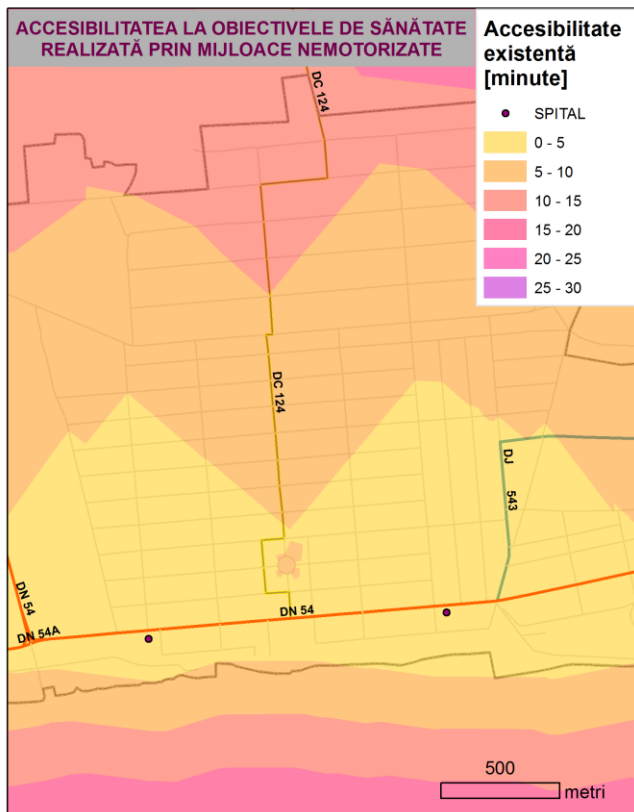 ACCESIBILITATEA LA OBIECTIVELE DE SĂNĂTATE
REALIZATĂ PRIN MIJLOACE NEMOTORIZATE
Accesibilitate
existentă
[minute]
SPITAL
0 - 5
5 - 10
10 - 15
15 - 20
20 - 25
25 - 30
DC 124
DC 124
DJ
543
DN 54
DN 54A
DN 54
500
metri